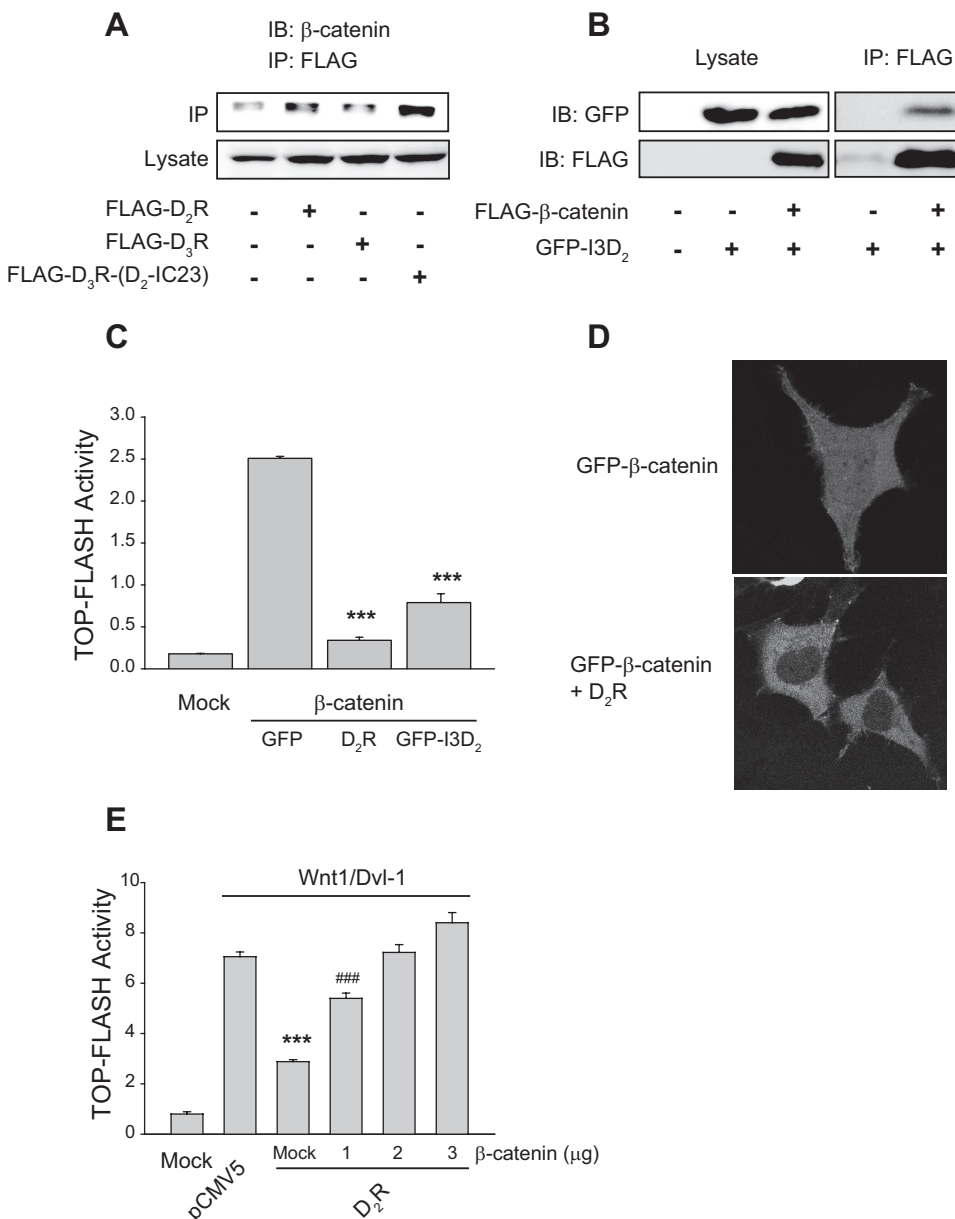 A
IB: β-catenin
IP: FLAG
IP
Lysate
FLAG-D₂R - + - -
FLAG-D₃R - - + -
FLAG-D₃R-(D₂-IC23) - - - +
B
Lysate IP: FLAG
IB: GFP
IB: FLAG
FLAG-β-catenin - - + - +
GFP-I3D₂ - + + + +
C
TOP-FLASH Activity
3.0
2.5
2.0
1.5
1.0
0.5
0.0
***
***
Mock β-catenin
GFP D₂R GFP-I3D₂
D
GFP-β-catenin
GFP-β-catenin
+ D₂R
E
Wnt1/Dvl-1
TOP-FLASH Activity
10
8
6
4
2
0
***
###
Mock pCMV5 Mock 1 2 3 β-catenin (μg)
D₂R